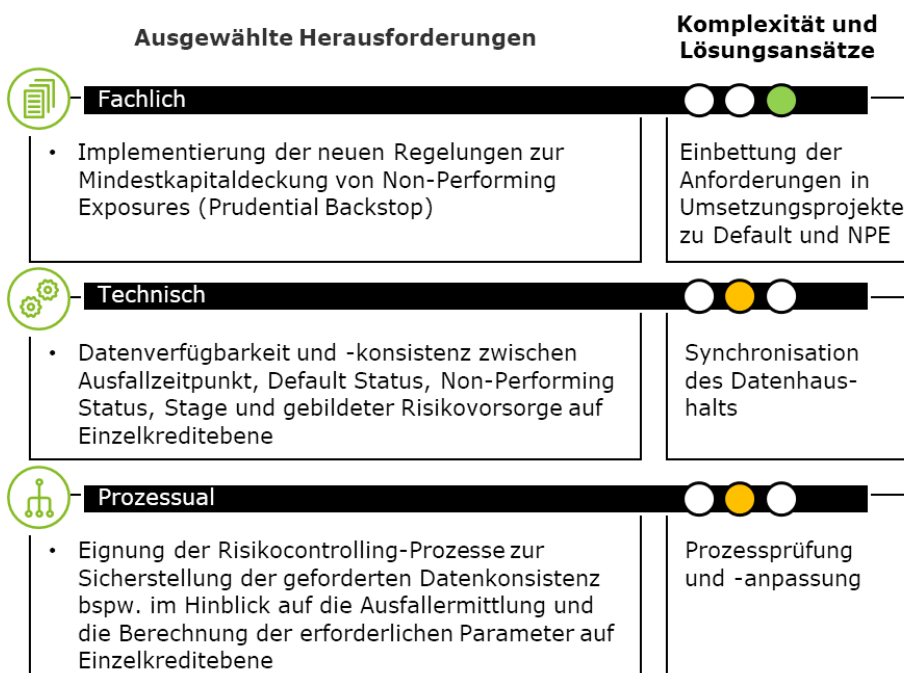 Ausgewählte Herausforderungen
Komplexität und
Lösungsansätze
Fachlich
• Implementierung der neuen Regelungen zur
Mindestkapitaldeckung von Non-Performing
Exposures (Prudential Backstop)
Einbettung der
Anforderungen in
Umsetzungsprojekte
zu Default und NPE
Technisch
• Datenverfügbarkeit und -konsistenz zwischen
Ausfallzeitpunkt, Default Status, Non-Performing
Status, Stage und gebildeter Risikovorsorge auf
Einzelkreditebene
Synchronisation
des Datenhaus-
halts
Prozessual
• Eignung der Risikocontrolling-Prozesse zur
Sicherstellung der geforderten Datenkonsistenz
bspw. im Hinblick auf die Ausfallermittlung und
die Berechnung der erforderlichen Parameter auf
Einzelkreditebene
Prozessprüfung
und -anpassung